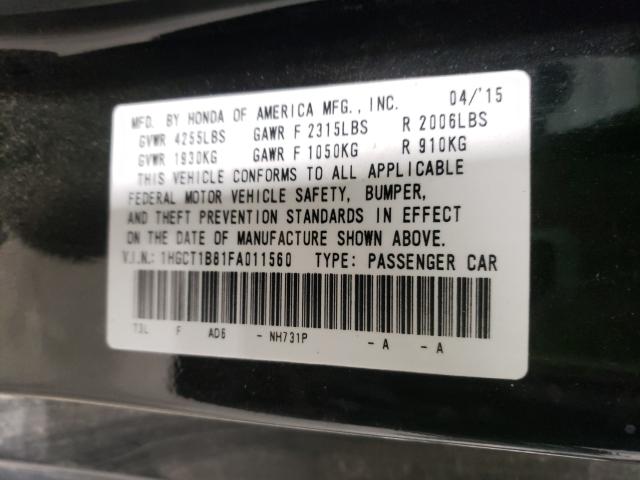 MFD. BY HONDA OF AMERICA MFG., INC. 04/'15
GVWR 4255LBS GAWR F 2315LBS R 2006LBS
GVWR 1930KG GAWR F 1050KG R 910KG
THIS VEHICLE CONFORMS TO ALL APPLICABLE
FEDERAL MOTOR VEHICLE SAFETY, BUMPER,
AND THEFT PREVENTION STANDARDS IN EFFECT
ON THE DATE OF MANUFACTURE SHOWN ABOVE.
V.I.N.: 1HGCT1B81FA011560 TYPE: PASSENGER CAR
T3L F AD6 - NH731P - A - A